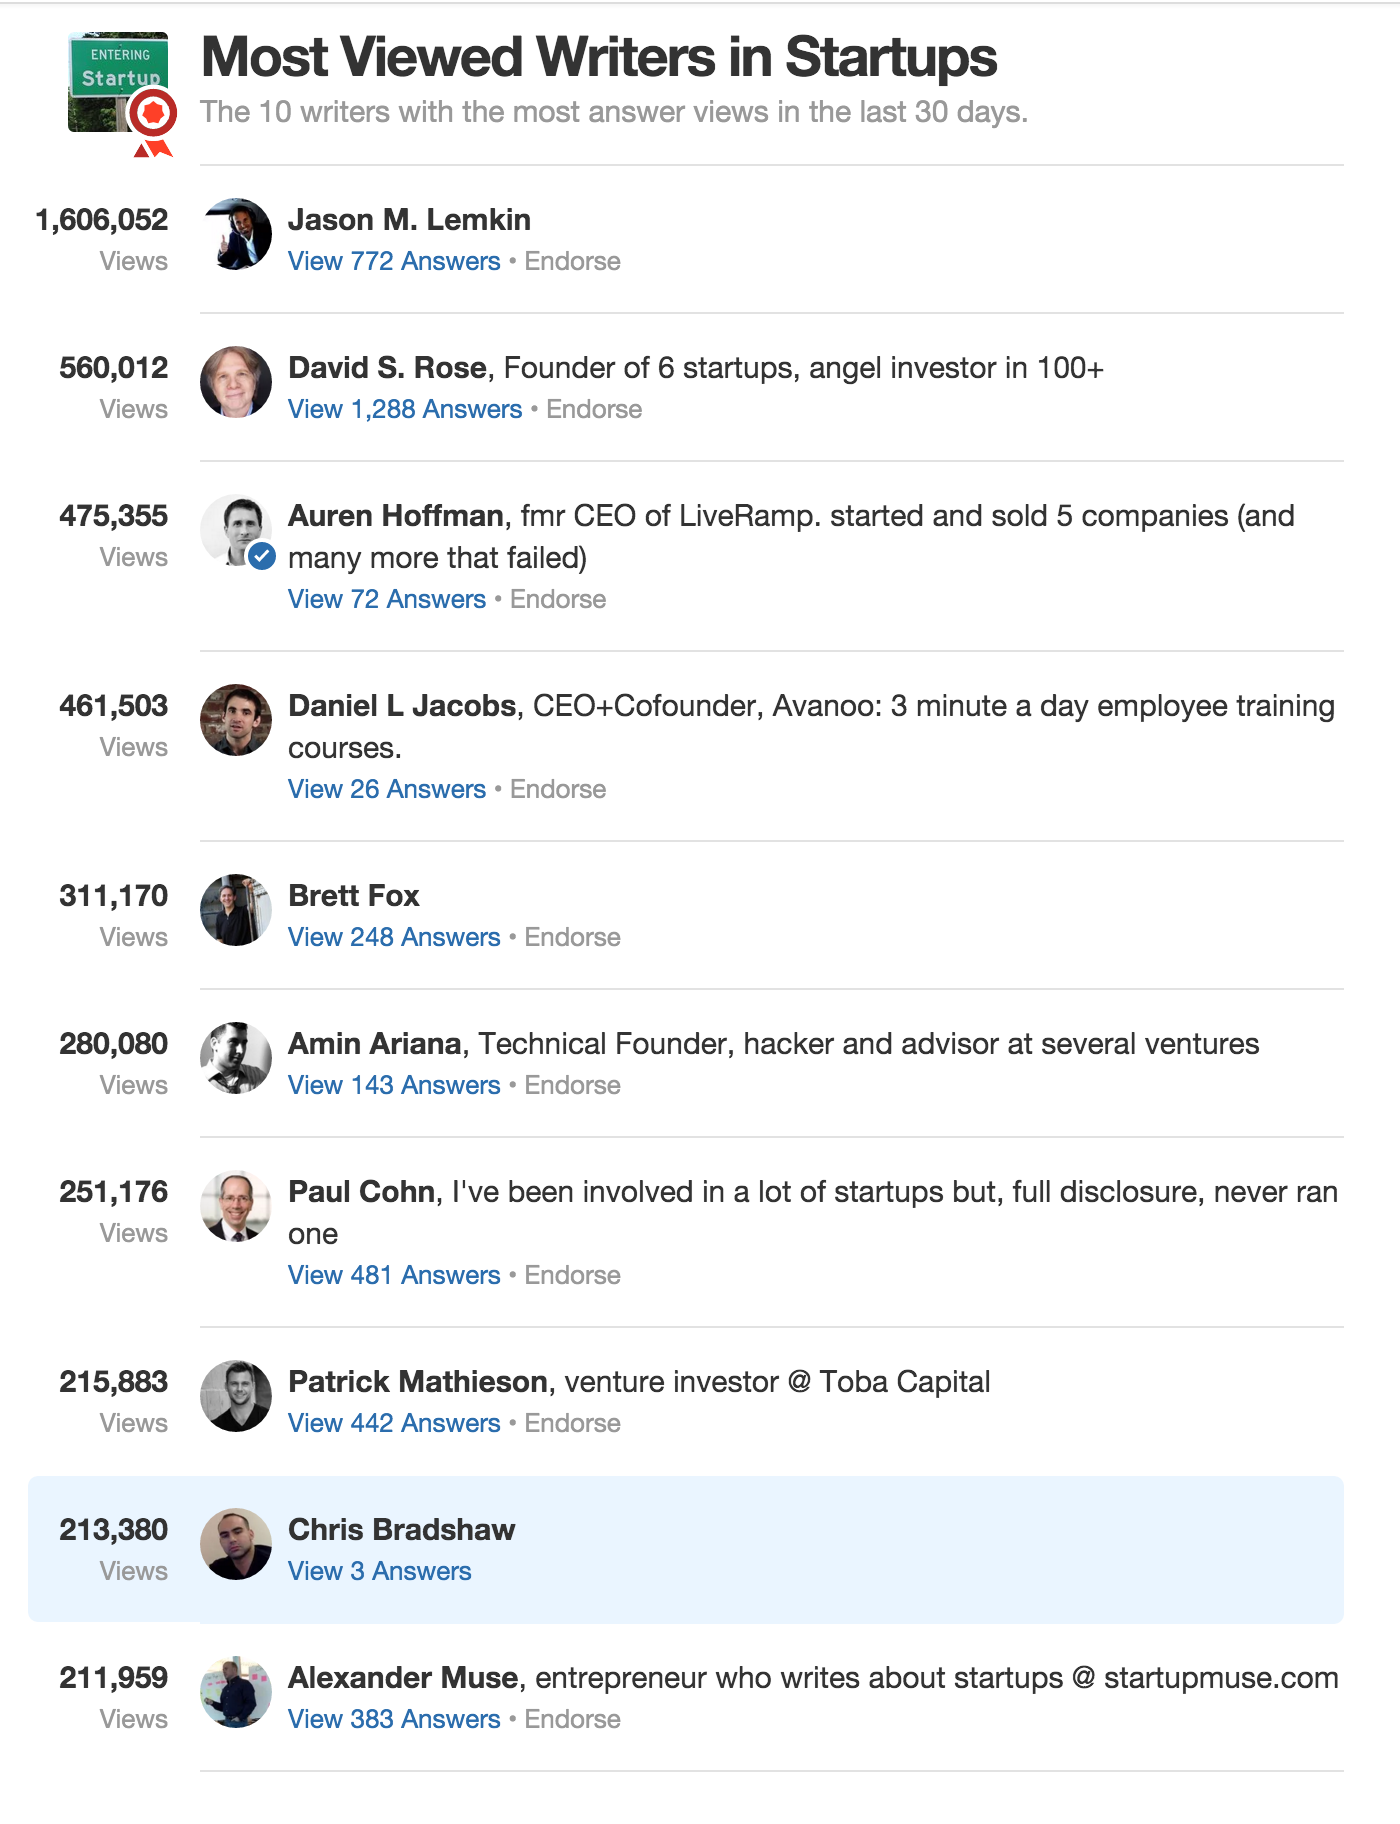 ENTERING
Startup
Most Viewed Writers in Startups
The 10 writers with the most answer views in the last 30 days.
1,606,052
Views
Jason M. Lemkin
View 772 Answers • Endorse
560,012
Views
David S. Rose, Founder of 6 startups, angel investor in 100+
View 1,288 Answers • Endorse
475,355
Views
Auren Hoffman, fmr CEO of LiveRamp. started and sold 5 companies (and
many more that failed)
View 72 Answers • Endorse
461,503
Views
Daniel L Jacobs, CEO+Cofounder, Avanoo: 3 minute a day employee training
courses.
View 26 Answers • Endorse
311,170
Views
Brett Fox
View 248 Answers • Endorse
280,080
Views
Amin Ariana, Technical Founder, hacker and advisor at several ventures
View 143 Answers • Endorse
251,176
Views
Paul Cohn, I've been involved in a lot of startups but, full disclosure, never ran
one
View 481 Answers • Endorse
215,883
Views
Patrick Mathieson, venture investor @ Toba Capital
View 442 Answers • Endorse
213,380
Views
Chris Bradshaw
View 3 Answers
211,959
Views
Alexander Muse, entrepreneur who writes about startups @ startupmuse.com
View 383 Answers • Endorse